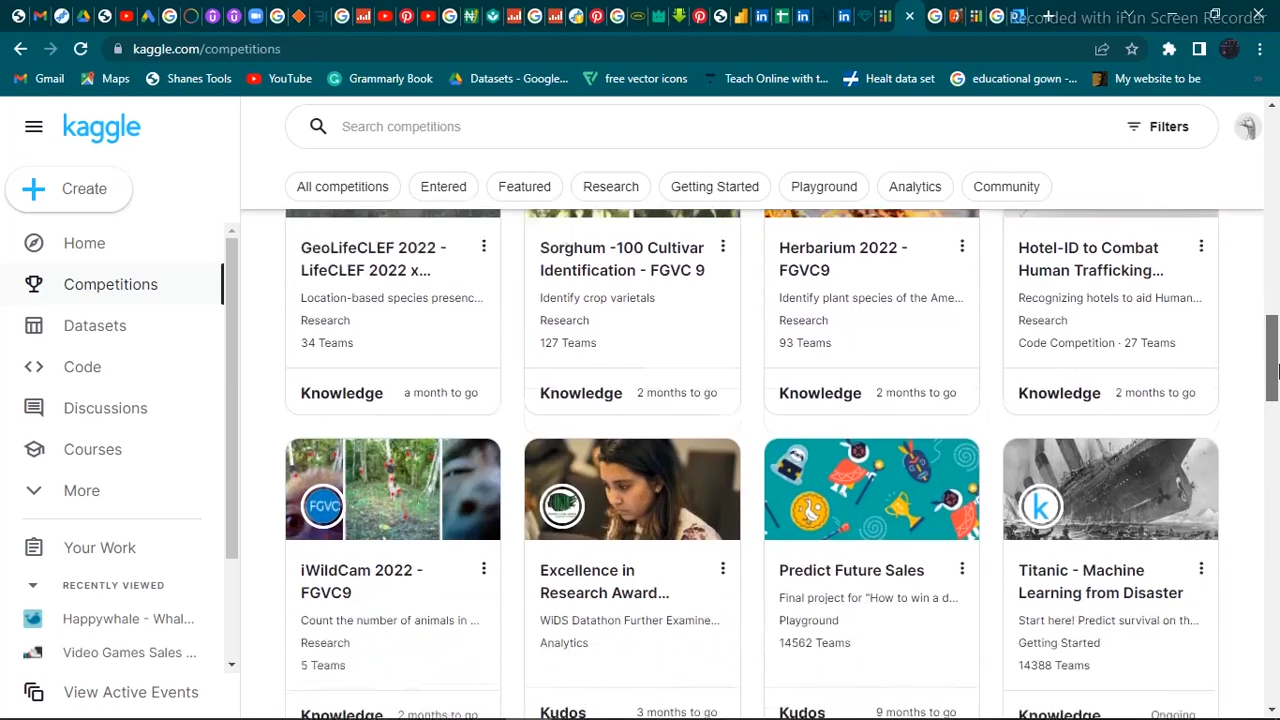 Recorded with iFun Screen Recorder
kaggle.com/competitions
Gmail Maps Shanes Tools YouTube Grammarly Book Datasets - Google... free vector icons Teach Online with t... Healt data set educational gown -... My website to be
kaggle
Search competitions
Filters
Create
All competitions Entered Featured Research Getting Started Playground Analytics Community
Home
Competitions
Datasets
Code
Discussions
Courses
More
Your Work
RECENTLY VIEWED
Happywhale - Whal...
Video Games Sales ...
View Active Events
GeoLifeCLEF 2022 -
LifeCLEF 2022 x...
Location-based species presenc...
Research
34 Teams
Knowledge a month to go
Sorghum -100 Cultivar
Identification - FGVC 9
Identify crop varietals
Research
127 Teams
Knowledge 2 months to go
Herbarium 2022 -
FGVC9
Identify plant species of the Ame...
Research
93 Teams
Knowledge 2 months to go
Hotel-ID to Combat
Human Trafficking...
Recognizing hotels to aid Human...
Research
Code Competition · 27 Teams
Knowledge 2 months to go
FGVC
iWildCam 2022 -
FGVC9
Count the number of animals in ...
Research
5 Teams
Knowledge 2 months to go
Excellence in
Research Award...
WiDS Datathon Further Examine...
Analytics
Kudos 3 months to go
Predict Future Sales
Final project for "How to win a d...
Playground
14562 Teams
Kudos 9 months to go
k
Titanic - Machine
Learning from Disaster
Start here! Predict survival on th...
Getting Started
14388 Teams
Knowledge Ongoing